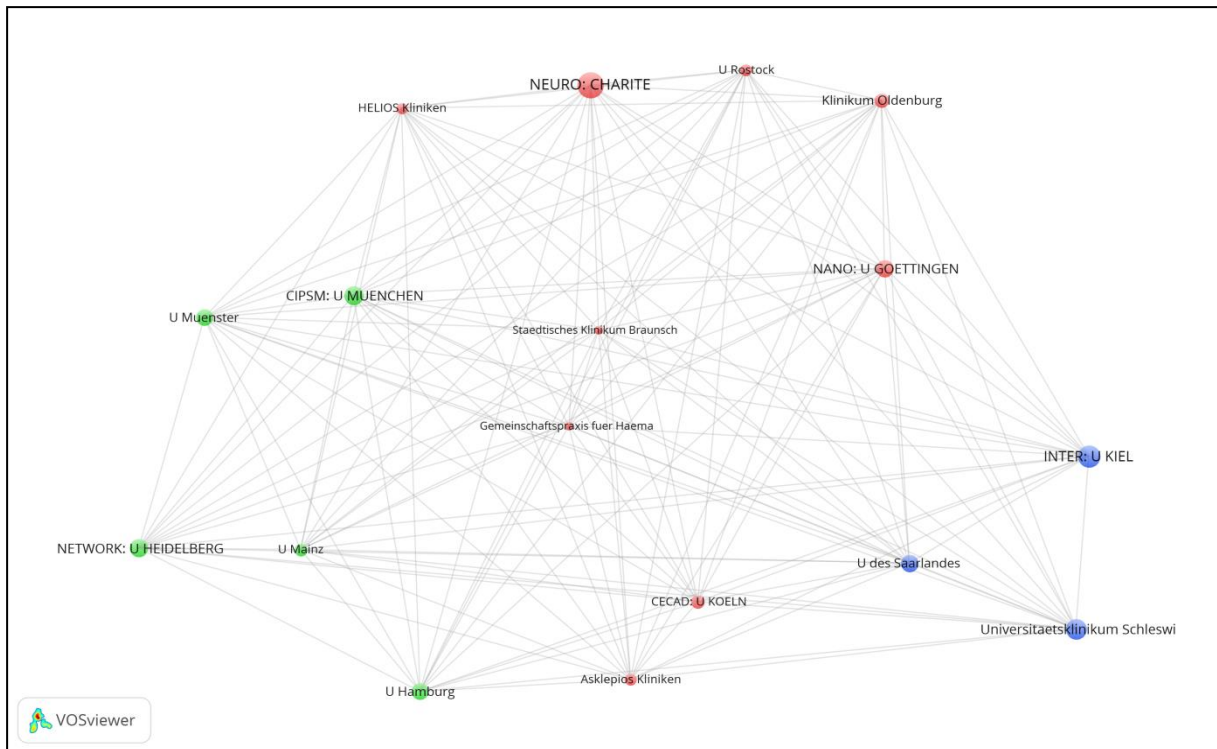 U Rostock
NEURO: CHARITE
Klinikum Oldenburg
HELIOS Kliniken
NANO: U GOETTINGEN
CIPSM: U MUENCHEN
U Muenster
Staedtisches Klinikum Braunsch
Gemeinschaftspraxis fuer Haema
INTER: U KIEL
NETWORK: U HEIDELBERG
U Mainz
U des Saarlandes
CECAD: U KOELN
Universitaetsklinikum Schleswi
Asklepios Kliniken
U Hamburg
VOSviewer